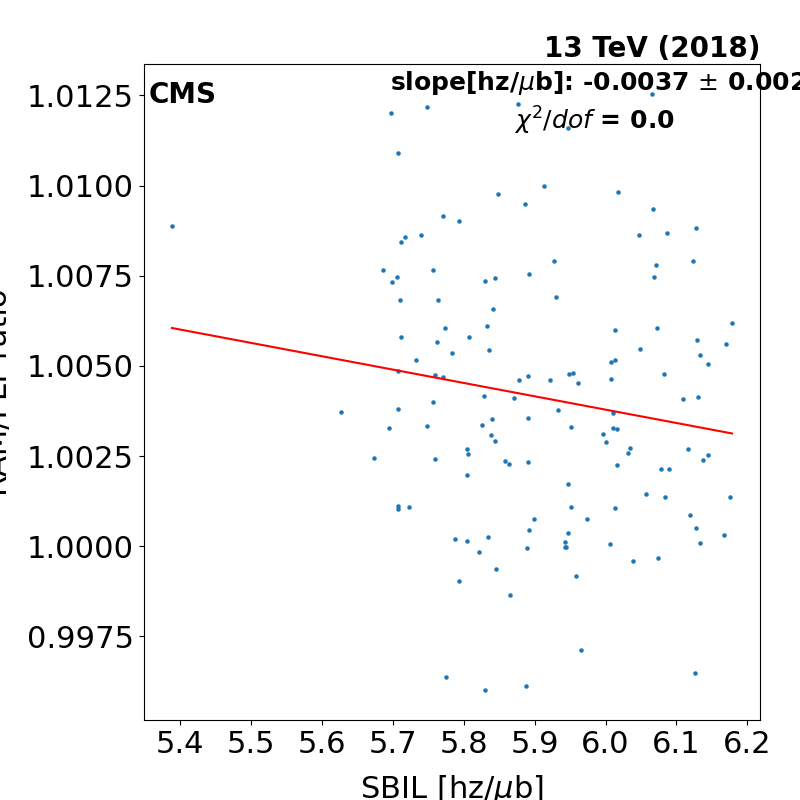 13 TeV (2018)
CMS
slope[hz/μb]: -0.0037 ± 0.002
χ²/dof = 0.0
1.0125
1.0100
1.0075
1.0050
1.0025
1.0000
0.9975
5.4 5.5 5.6 5.7 5.8 5.9 6.0 6.1 6.2
SBIL [hz/μb]